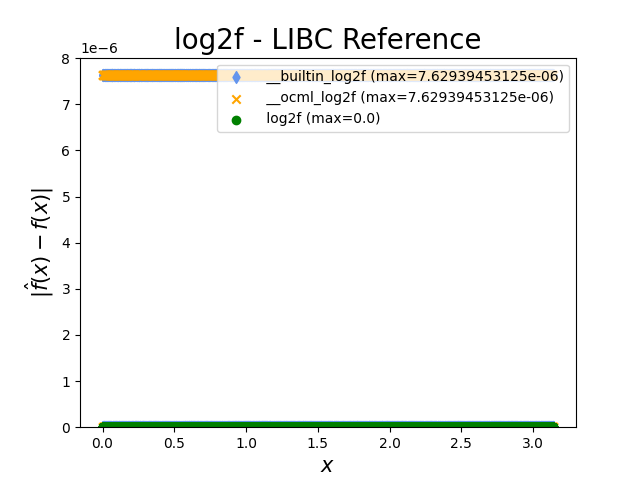 log2f - LIBC Reference
1e−6
__builtin_log2f (max=7.62939453125e-06)
__ocml_log2f (max=7.62939453125e-06)
log2f (max=0.0)
8
7
6
5
4
3
2
1
0
|f̂(x) − f(x)|
0.0 0.5 1.0 1.5 2.0 2.5 3.0
x